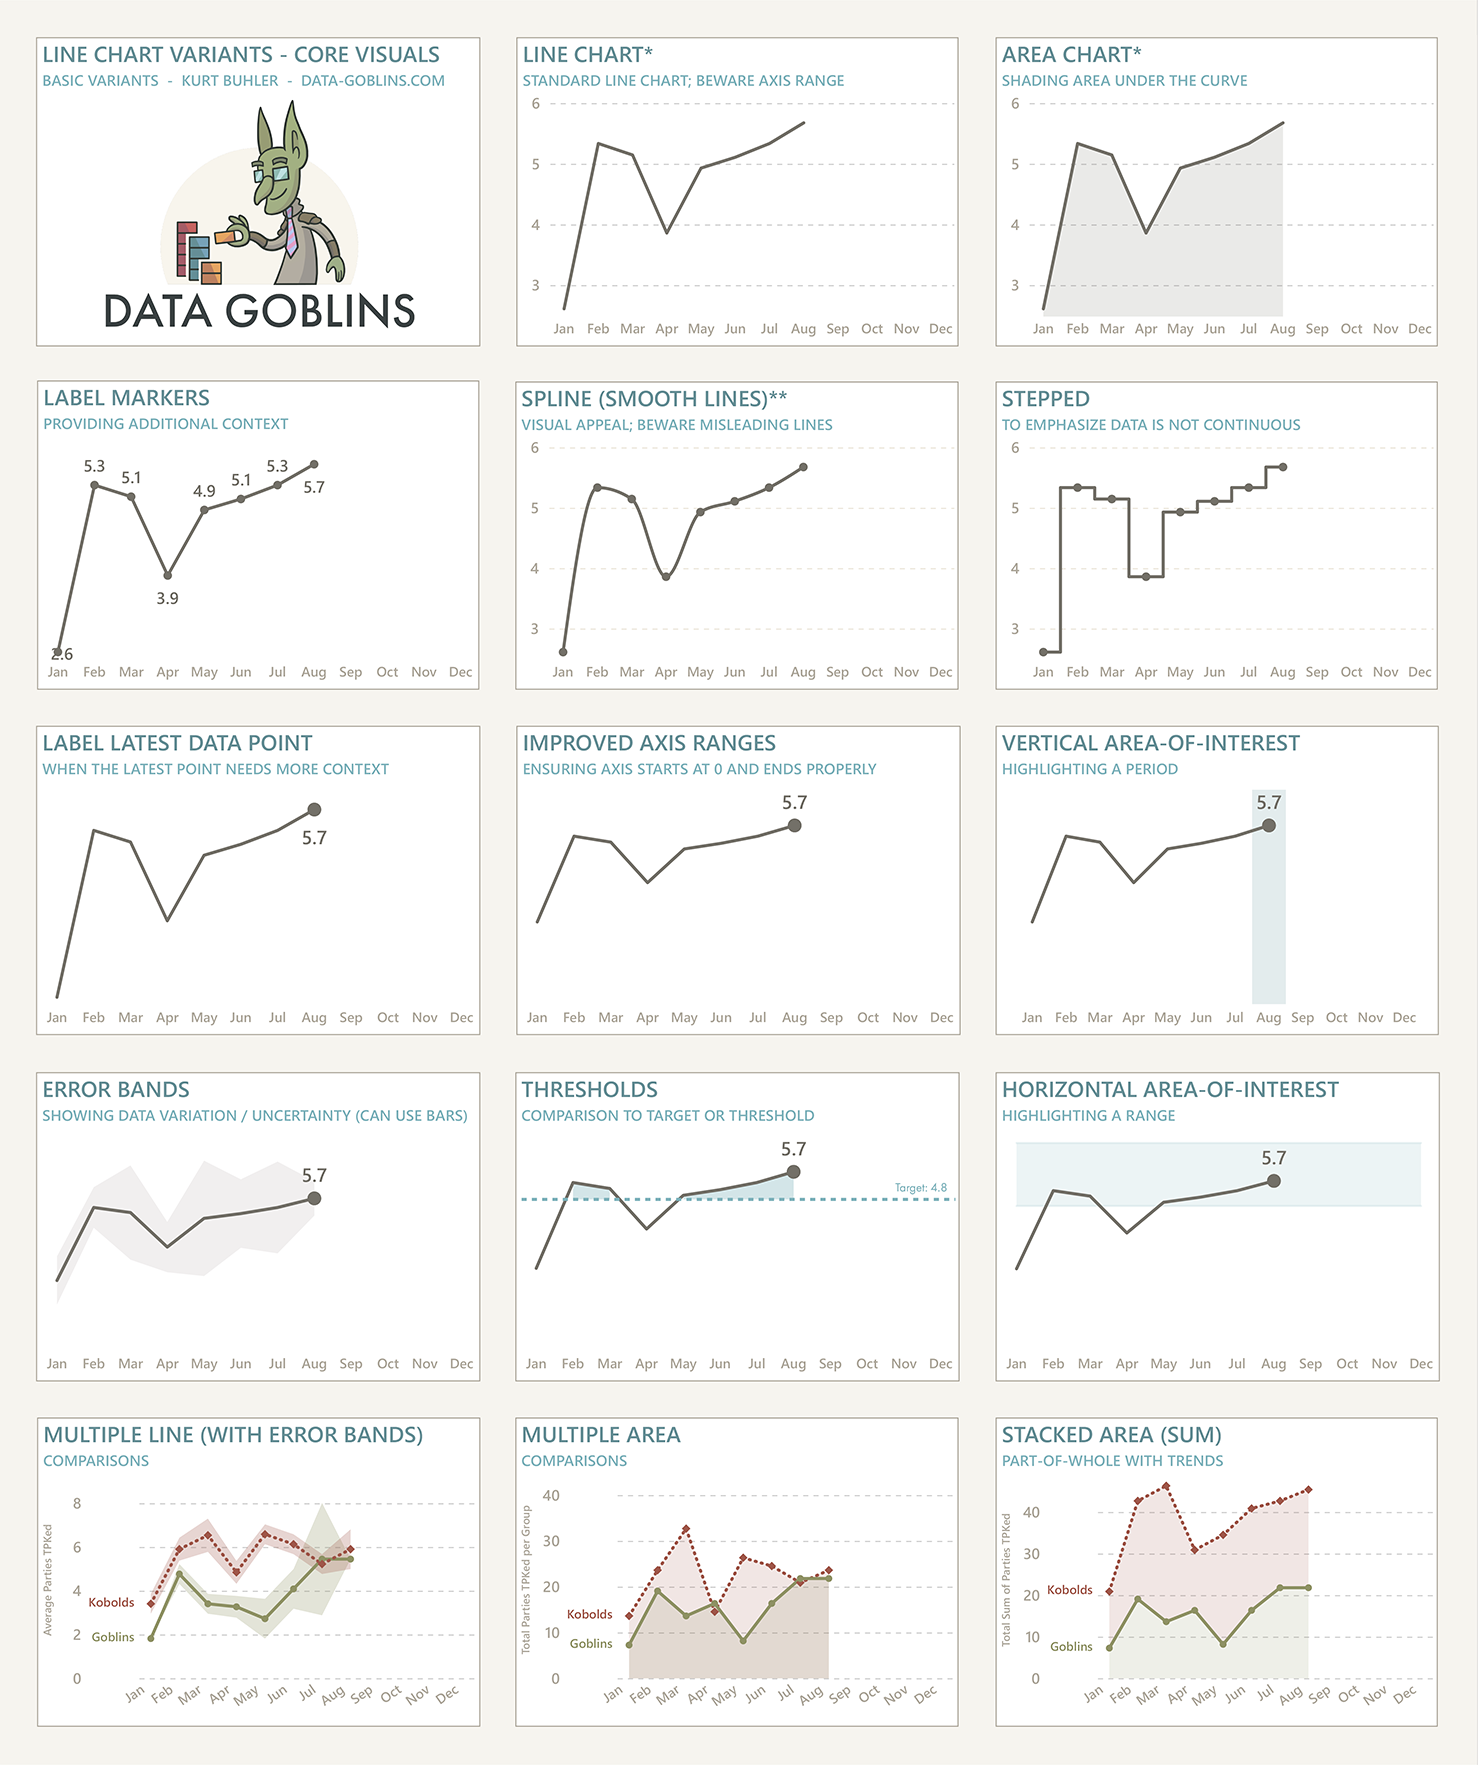 LINE CHART VARIANTS - CORE VISUALS
BASIC VARIANTS - KURT BUHLER - DATA-GOBLINS.COM
DATA GOBLINS
LINE CHART*
STANDARD LINE CHART; BEWARE AXIS RANGE
6
5
4
3
Jan Feb Mar Apr May Jun Jul Aug Sep Oct Nov Dec
AREA CHART*
SHADING AREA UNDER THE CURVE
6
5
4
3
Jan Feb Mar Apr May Jun Jul Aug Sep Oct Nov Dec
LABEL MARKERS
PROVIDING ADDITIONAL CONTEXT
5.3 5.1 4.9 5.1 5.3 5.7
3.9
2.6
Jan Feb Mar Apr May Jun Jul Aug Sep Oct Nov Dec
SPLINE (SMOOTH LINES)**
VISUAL APPEAL; BEWARE MISLEADING LINES
6
5
4
3
Jan Feb Mar Apr May Jun Jul Aug Sep Oct Nov Dec
STEPPED
TO EMPHASIZE DATA IS NOT CONTINUOUS
6
5
4
3
Jan Feb Mar Apr May Jun Jul Aug Sep Oct Nov Dec
LABEL LATEST DATA POINT
WHEN THE LATEST POINT NEEDS MORE CONTEXT
5.7
Jan Feb Mar Apr May Jun Jul Aug Sep Oct Nov Dec
IMPROVED AXIS RANGES
ENSURING AXIS STARTS AT 0 AND ENDS PROPERLY
5.7
Jan Feb Mar Apr May Jun Jul Aug Sep Oct Nov Dec
VERTICAL AREA-OF-INTEREST
HIGHLIGHTING A PERIOD
5.7
Jan Feb Mar Apr May Jun Jul Aug Sep Oct Nov Dec
ERROR BANDS
SHOWING DATA VARIATION / UNCERTAINTY (CAN USE BARS)
5.7
Jan Feb Mar Apr May Jun Jul Aug Sep Oct Nov Dec
THRESHOLDS
COMPARISON TO TARGET OR THRESHOLD
5.7
Target: 4.8
Jan Feb Mar Apr May Jun Jul Aug Sep Oct Nov Dec
HORIZONTAL AREA-OF-INTEREST
HIGHLIGHTING A RANGE
5.7
Jan Feb Mar Apr May Jun Jul Aug Sep Oct Nov Dec
MULTIPLE LINE (WITH ERROR BANDS)
COMPARISONS
Average Parties TPKed
8
6
4
2
0
Kobolds
Goblins
Jan Feb Mar Apr May Jun Jul Aug Sep Oct Nov Dec
MULTIPLE AREA
COMPARISONS
Total Parties TPKed per Group
40
30
20
10
0
Kobolds
Goblins
Jan Feb Mar Apr May Jun Jul Aug Sep Oct Nov Dec
STACKED AREA (SUM)
PART-OF-WHOLE WITH TRENDS
Total Sum of Parties TPKed
40
30
20
10
0
Kobolds
Goblins
Jan Feb Mar Apr May Jun Jul Aug Sep Oct Nov Dec